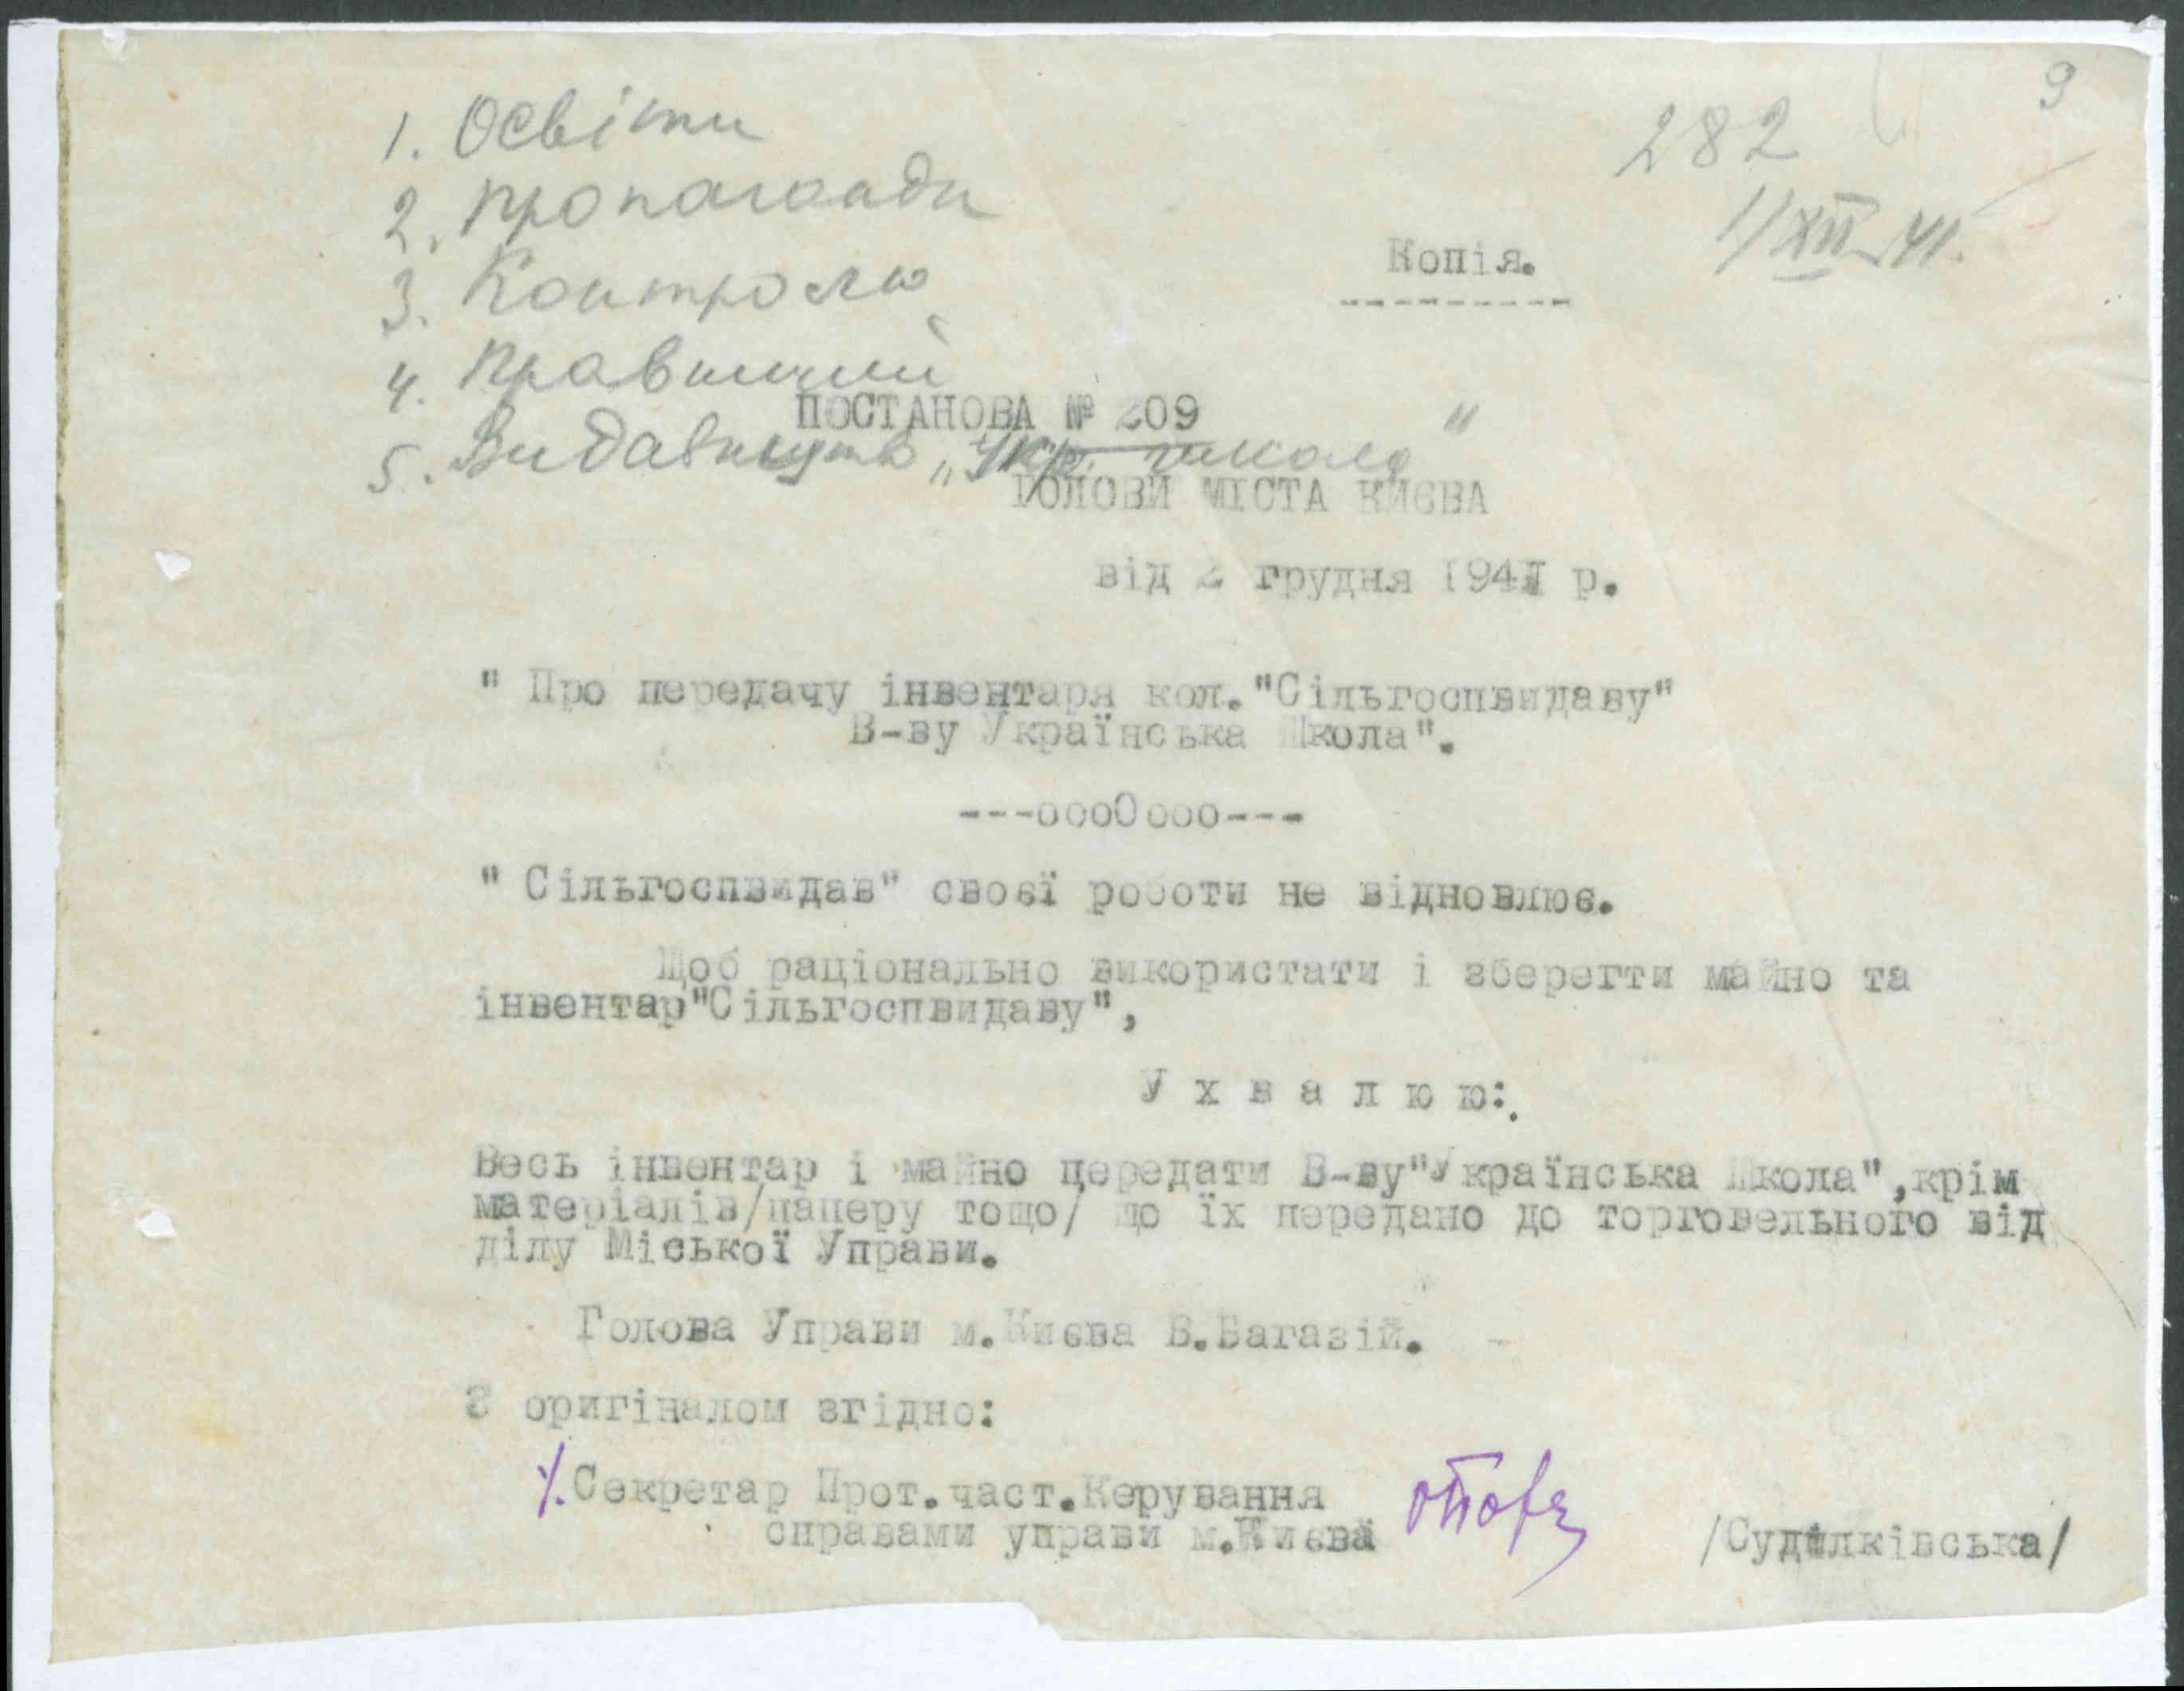 9
282
1/XII-41.
1. Освіти
2. Пропаганди
3. Контролю
4. Правничий
5. Видавництв „Укр. школа"
Копія.
----------
ПОСТАНОВА № 209
ГОЛОВИ МІСТА КИЄВА
від 2 грудня 1941 р.
" Про передачу інвентаря кол."Сільгоспвидаву"
В-ву Українська Школа".
---ооо0ооо---
" Сільгоспвидав" своєї роботи не відновлює.
Щоб раціонально використати і зберегти майно та
інвентар"Сільгоспвидаву",
У х в а л ю ю:
Весь інвентар і майно передати В-ву"Українська Школа",крім
матеріалів/паперу тощо/ що їх передано до торговельного від
ділу Міської Управи.
Голова Управи м.Києва В.Багазій.
З оригіналом згідно:
Секретар Прот.част.Керування
справами управи м.Києва
/Суділківська/